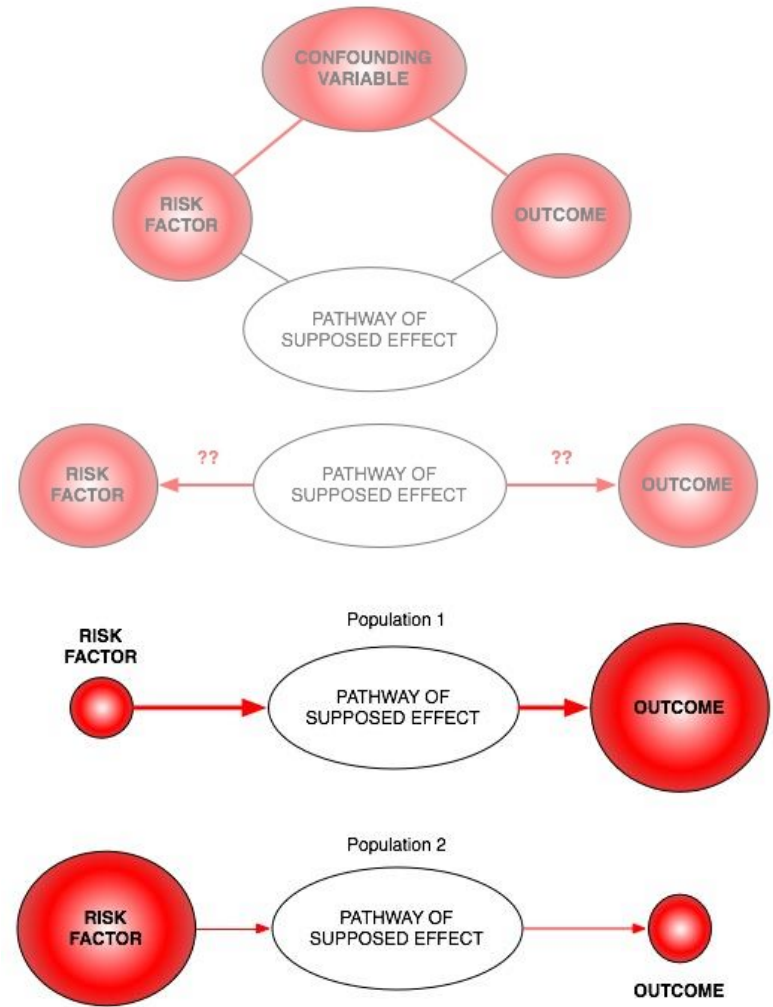 CONFOUNDING
VARIABLE
RISK
FACTOR
OUTCOME
PATHWAY OF
SUPPOSED EFFECT
RISK
FACTOR
??
PATHWAY OF
SUPPOSED EFFECT
??
OUTCOME
Population 1
RISK
FACTOR
PATHWAY OF
SUPPOSED EFFECT
OUTCOME
Population 2
RISK
FACTOR
PATHWAY OF
SUPPOSED EFFECT
OUTCOME